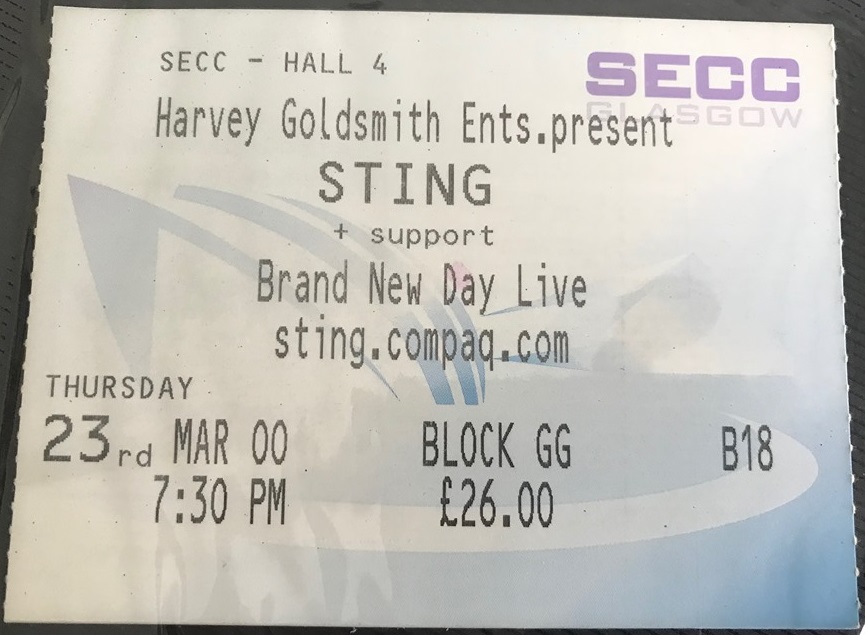 SECC - HALL 4
SECC
GLASGOW
Harvey Goldsmith Ents.present
STING
+ support
Brand New Day Live
sting.compaq.com
THURSDAY
23rd MAR 00 BLOCK GG B18
7:30 PM £26.00